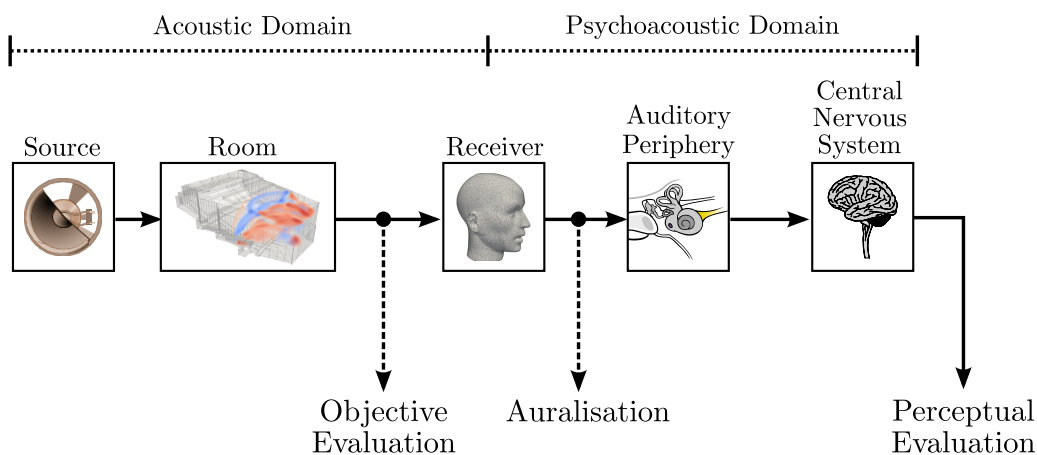 Acoustic Domain
Psychoacoustic Domain
Source
Room
Receiver
Auditory
Periphery
Central
Nervous
System
Objective
Evaluation
Auralisation
Perceptual
Evaluation